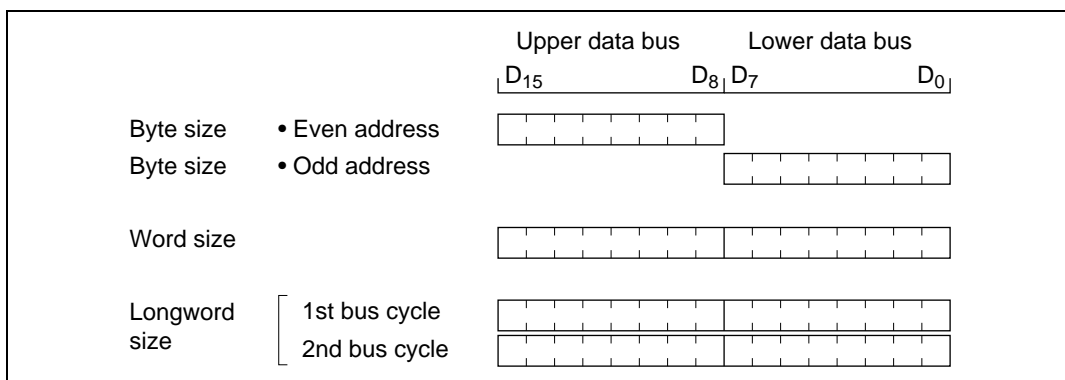 Upper data bus Lower data bus
D15 D8 D7 D0
Byte size • Even address
Byte size • Odd address
Word size
Longword size 1st bus cycle
2nd bus cycle